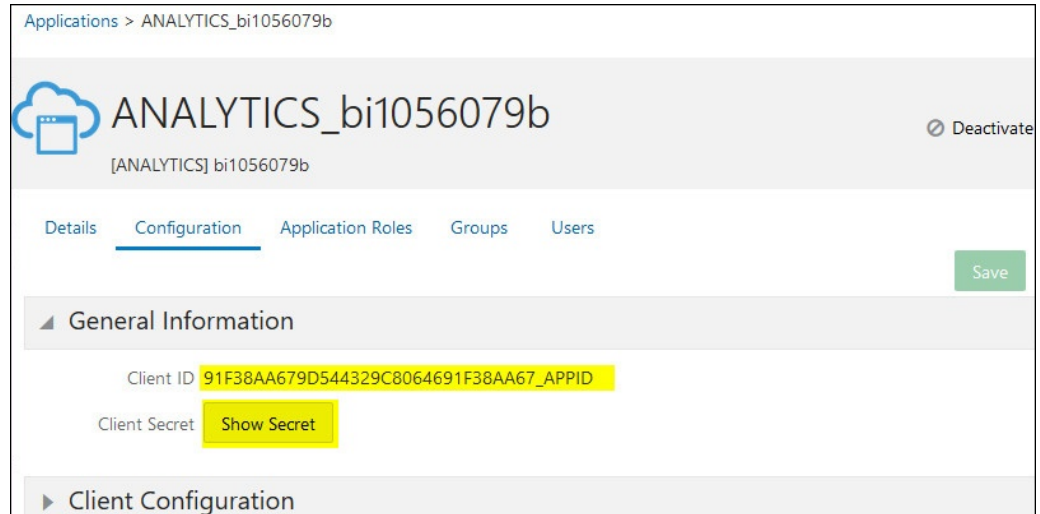 Applications > ANALYTICS_bi1056079b
ANALYTICS_bi1056079b
Deactivate
[ANALYTICS] bi1056079b
Details Configuration Application Roles Groups Users
Save
General Information
Client ID 91F38AA679D544329C8064691F38AA67_APPID
Client Secret Show Secret
Client Configuration